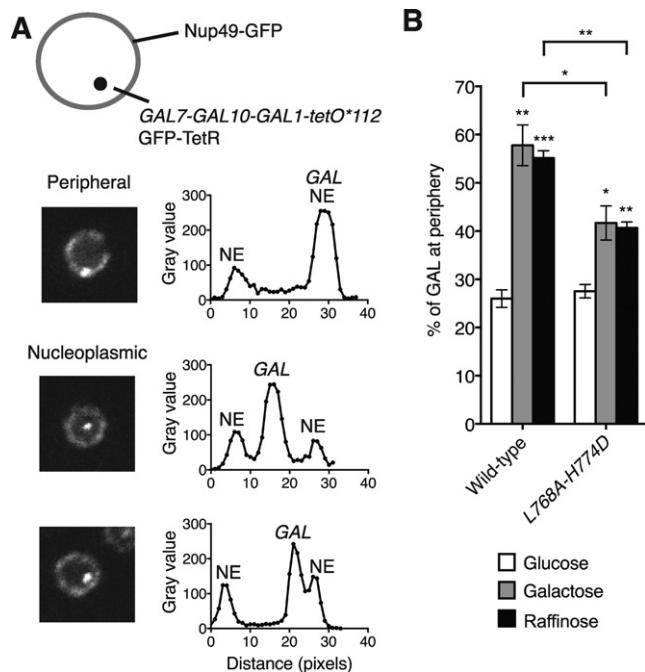 A
Nup49-GFP
GAL7-GAL10-GAL1-tetO*112
GFP-TetR
Peripheral
Gray value
300
200
100
0
0 10 20 30 40
NE
GAL
NE
Nucleoplasmic
Gray value
300
200
100
0
0 10 20 30 40
NE
GAL
NE
Gray value
300
200
100
0
0 10 20 30 40
NE
GAL
NE
Distance (pixels)
B
**
*
% of GAL at periphery
70
60
50
40
30
20
10
0
**
***
*
**
Wild-type
L768A-H774D
Glucose
Galactose
Raffinose